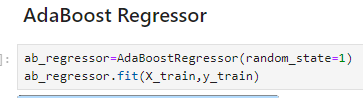 AdaBoost Regressor
]: ab_regressor=AdaBoostRegressor(random_state=1)
ab_regressor.fit(X_train,y_train)